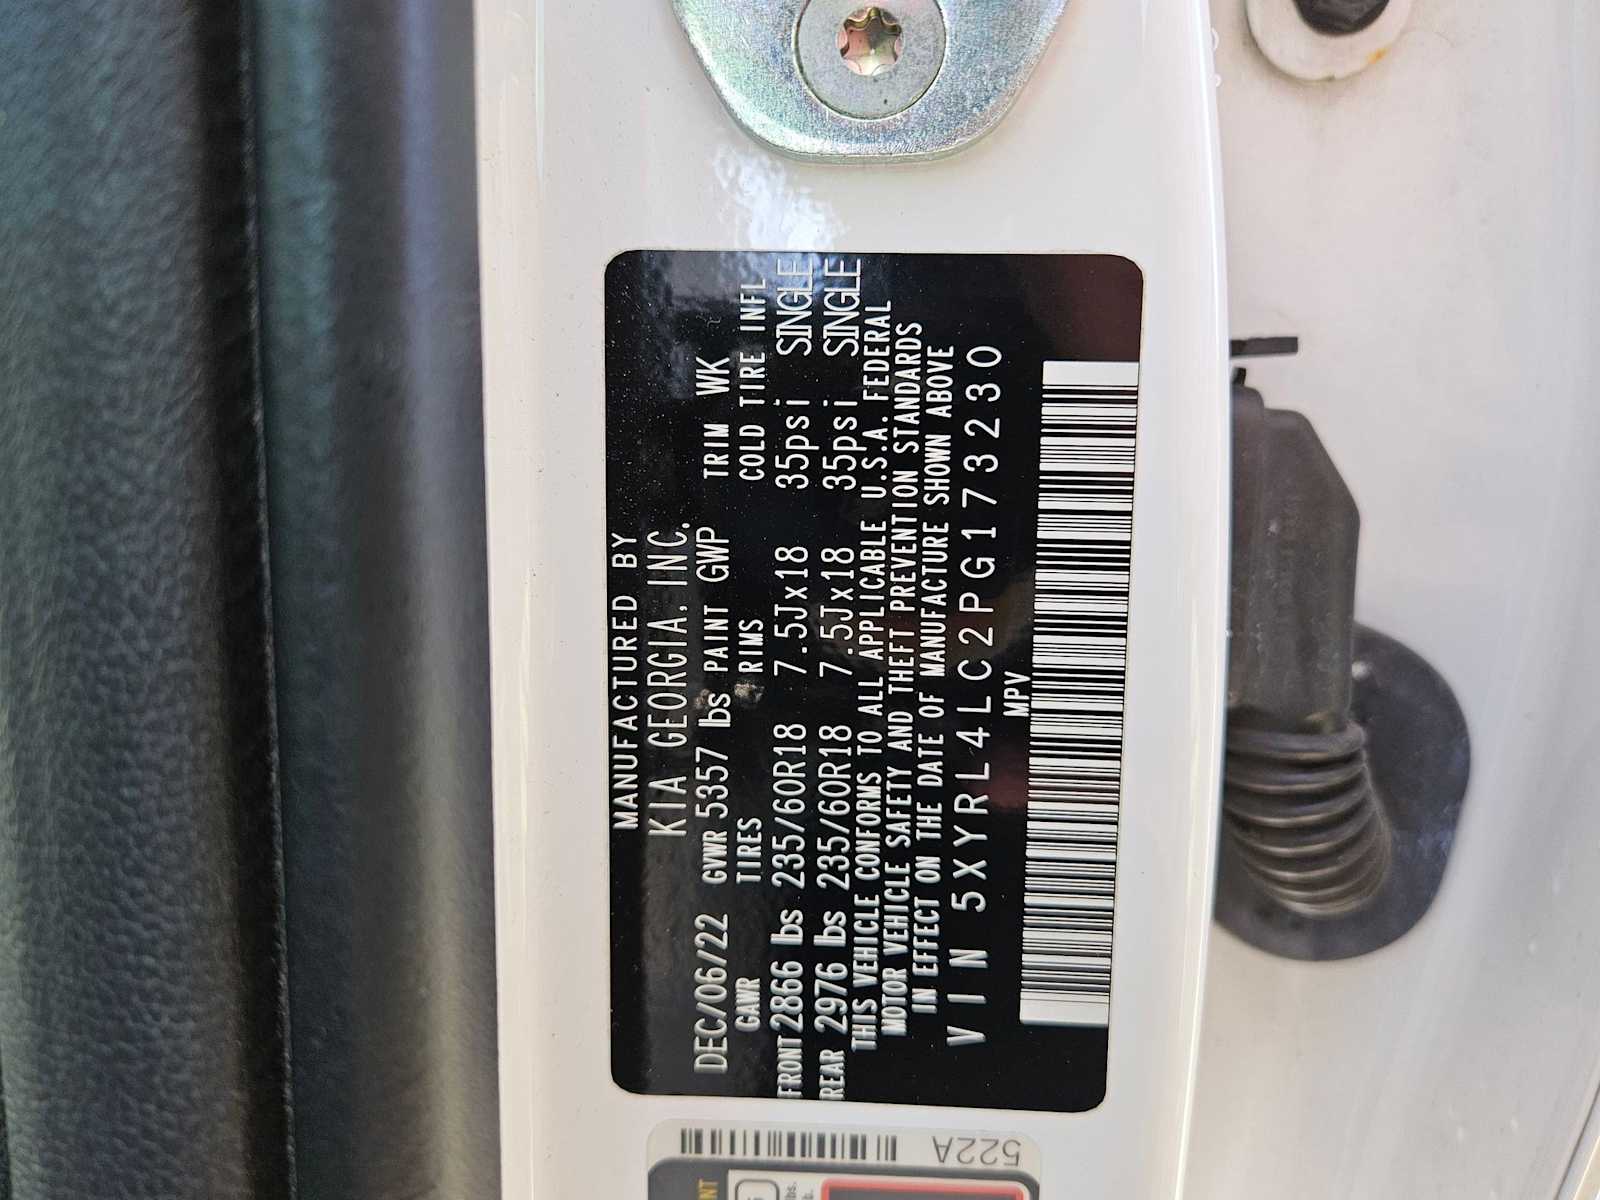 MANUFACTURED BY
KIA GEORGIA, INC.
DEC/06/22 GVWR 5357 lbs PAINT GWP TRIM WK
GAWR TIRES RIMS COLD TIRE INFL
FRONT 2866 lbs 235/60R18 7.5Jx18 35psi SINGLE
REAR 2976 lbs 235/60R18 7.5Jx18 35psi SINGLE
THIS VEHICLE CONFORMS TO ALL APPLICABLE U.S.A. FEDERAL
MOTOR VEHICLE SAFETY AND THEFT PREVENTION STANDARDS
IN EFFECT ON THE DATE OF MANUFACTURE SHOWN ABOVE
VIN 5XYRL4LC2PG173230
MPV
522A